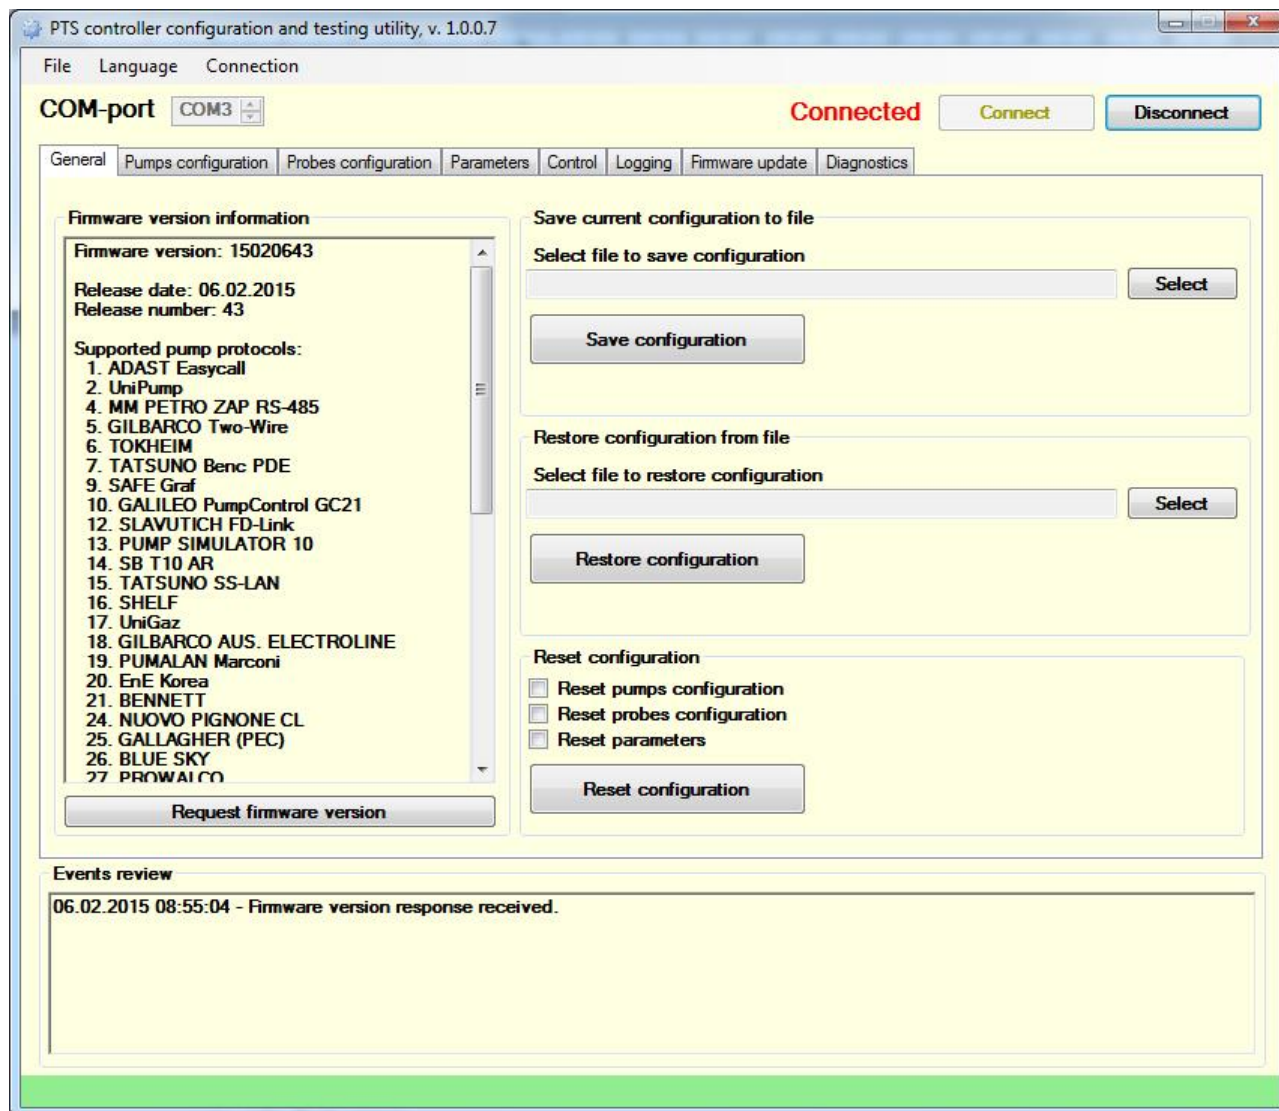 PTS controller configuration and testing utility, v. 1.0.0.7
File Language Connection
COM-port COM3 Connected Connect Disconnect
General Pumps configuration Probes configuration Parameters Control Logging Firmware update Diagnostics
Firmware version information
Firmware version: 15020643
Release date: 06.02.2015
Release number: 43
Supported pump protocols:
1. ADAST Easycall
2. UniPump
4. MM PETRO ZAP RS-485
5. GILBARCO Two-Wire
6. TOKHEIM
7. TATSUNO Benc PDE
9. SAFE Graf
10. GALILEO PumpControl GC21
12. SLAVUTICH FD-Link
13. PUMP SIMULATOR 10
14. SB T10 AR
15. TATSUNO SS-LAN
16. SHELF
17. UniGaz
18. GILBARCO AUS. ELECTROLINE
19. PUMALAN Marconi
20. EnE Korea
21. BENNETT
24. NUOVO PIGNONE CL
25. GALLAGHER (PEC)
26. BLUE SKY
27. PROWALCO
Request firmware version
Save current configuration to file
Select file to save configuration
Select
Save configuration
Restore configuration from file
Select file to restore configuration
Select
Restore configuration
Reset configuration
Reset pumps configuration
Reset probes configuration
Reset parameters
Reset configuration
Events review
06.02.2015 08:55:04 - Firmware version response received.